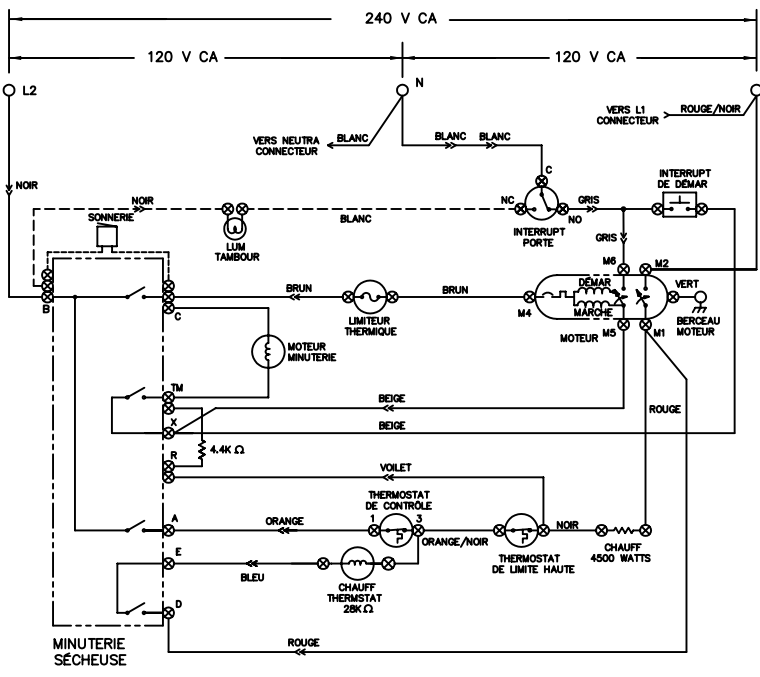 240 V CA
120 V CA
120 V CA
L2
N
VERS L1
CONNECTEUR
ROUGE/NOIR
VERS NEUTRA
CONNECTEUR
BLANC
BLANC
BLANC
NOIR
C
INTERRUPT
DE DÉMAR
NOIR
SONNERIE
NC
GRIS
NO
BLANC
LUM
TAMBOUR
INTERRUPT
PORTE
GRIS
M6
M2
BRUN
BRUN
DÉMAR
VERT
B
C
M4
MARCHE
LIMITEUR
THERMIQUE
BERCEAU
MOTEUR
MOTEUR
M5
M1
MOTEUR
MINUTERIE
TM
BEIGE
ROUGE
X
BEIGE
4.4K Ω
R
VOILET
THERMOSTAT
DE CONTRÔLE
A
ORANGE
1
3
NOIR
ORANGE/NOIR
CHAUFF
4500 WATTS
THERMOSTAT
DE LIMITE HAUTE
E
BLEU
CHAUFF
THERMSTAT
28K Ω
D
ROUGE
MINUTERIE
SÉCHEUSE